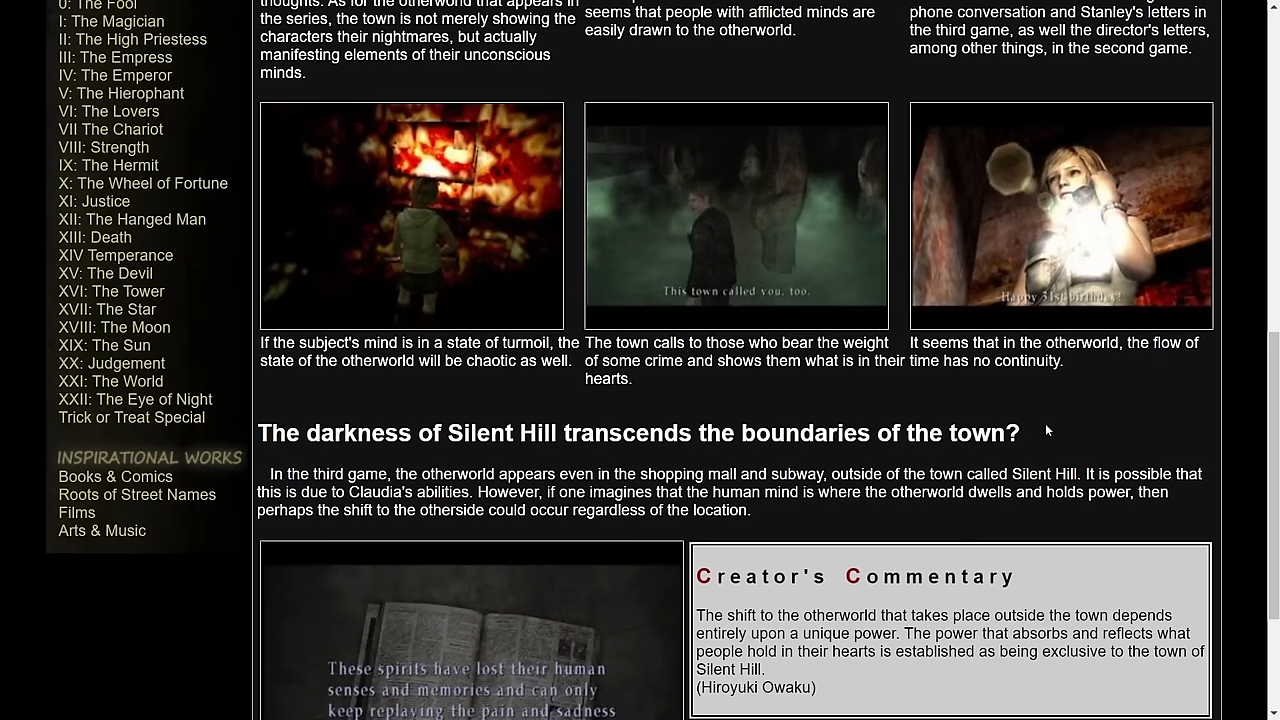 0: The Fool
I: The Magician
II: The High Priestess
III: The Empress
IV: The Emperor
V: The Hierophant
VI: The Lovers
VII The Chariot
VIII: Strength
IX: The Hermit
X: The Wheel of Fortune
XI: Justice
XII: The Hanged Man
XIII: Death
XIV Temperance
XV: The Devil
XVI: The Tower
XVII: The Star
XVIII: The Moon
XIX: The Sun
XX: Judgement
XXI: The World
XXII: The Eye of Night
Trick or Treat Special
INSPIRATIONAL WORKS
Books & Comics
Roots of Street Names
Films
Arts & Music
thoughts. As for the otherworld that appears in
the series, the town is not merely showing the
characters their nightmares, but actually
manifesting elements of their unconscious
minds.
seems that people with afflicted minds are
easily drawn to the otherworld.
phone conversation and Stanley's letters in
the third game, as well the director's letters,
among other things, in the second game.
This town called you, too.
Happy 31st birthday!
If the subject's mind is in a state of turmoil, the
state of the otherworld will be chaotic as well.
The town calls to those who bear the weight
of some crime and shows them what is in their
hearts.
It seems that in the otherworld, the flow of
time has no continuity.
The darkness of Silent Hill transcends the boundaries of the town?
In the third game, the otherworld appears even in the shopping mall and subway, outside of the town called Silent Hill. It is possible that
this is due to Claudia's abilities. However, if one imagines that the human mind is where the otherworld dwells and holds power, then
perhaps the shift to the otherside could occur regardless of the location.
These spirits have lost their human
senses and memories and can only
keep replaying the pain and sadness
Creator's Commentary
The shift to the otherworld that takes place outside the town depends
entirely upon a unique power. The power that absorbs and reflects what
people hold in their hearts is established as being exclusive to the town of
Silent Hill.
(Hiroyuki Owaku)